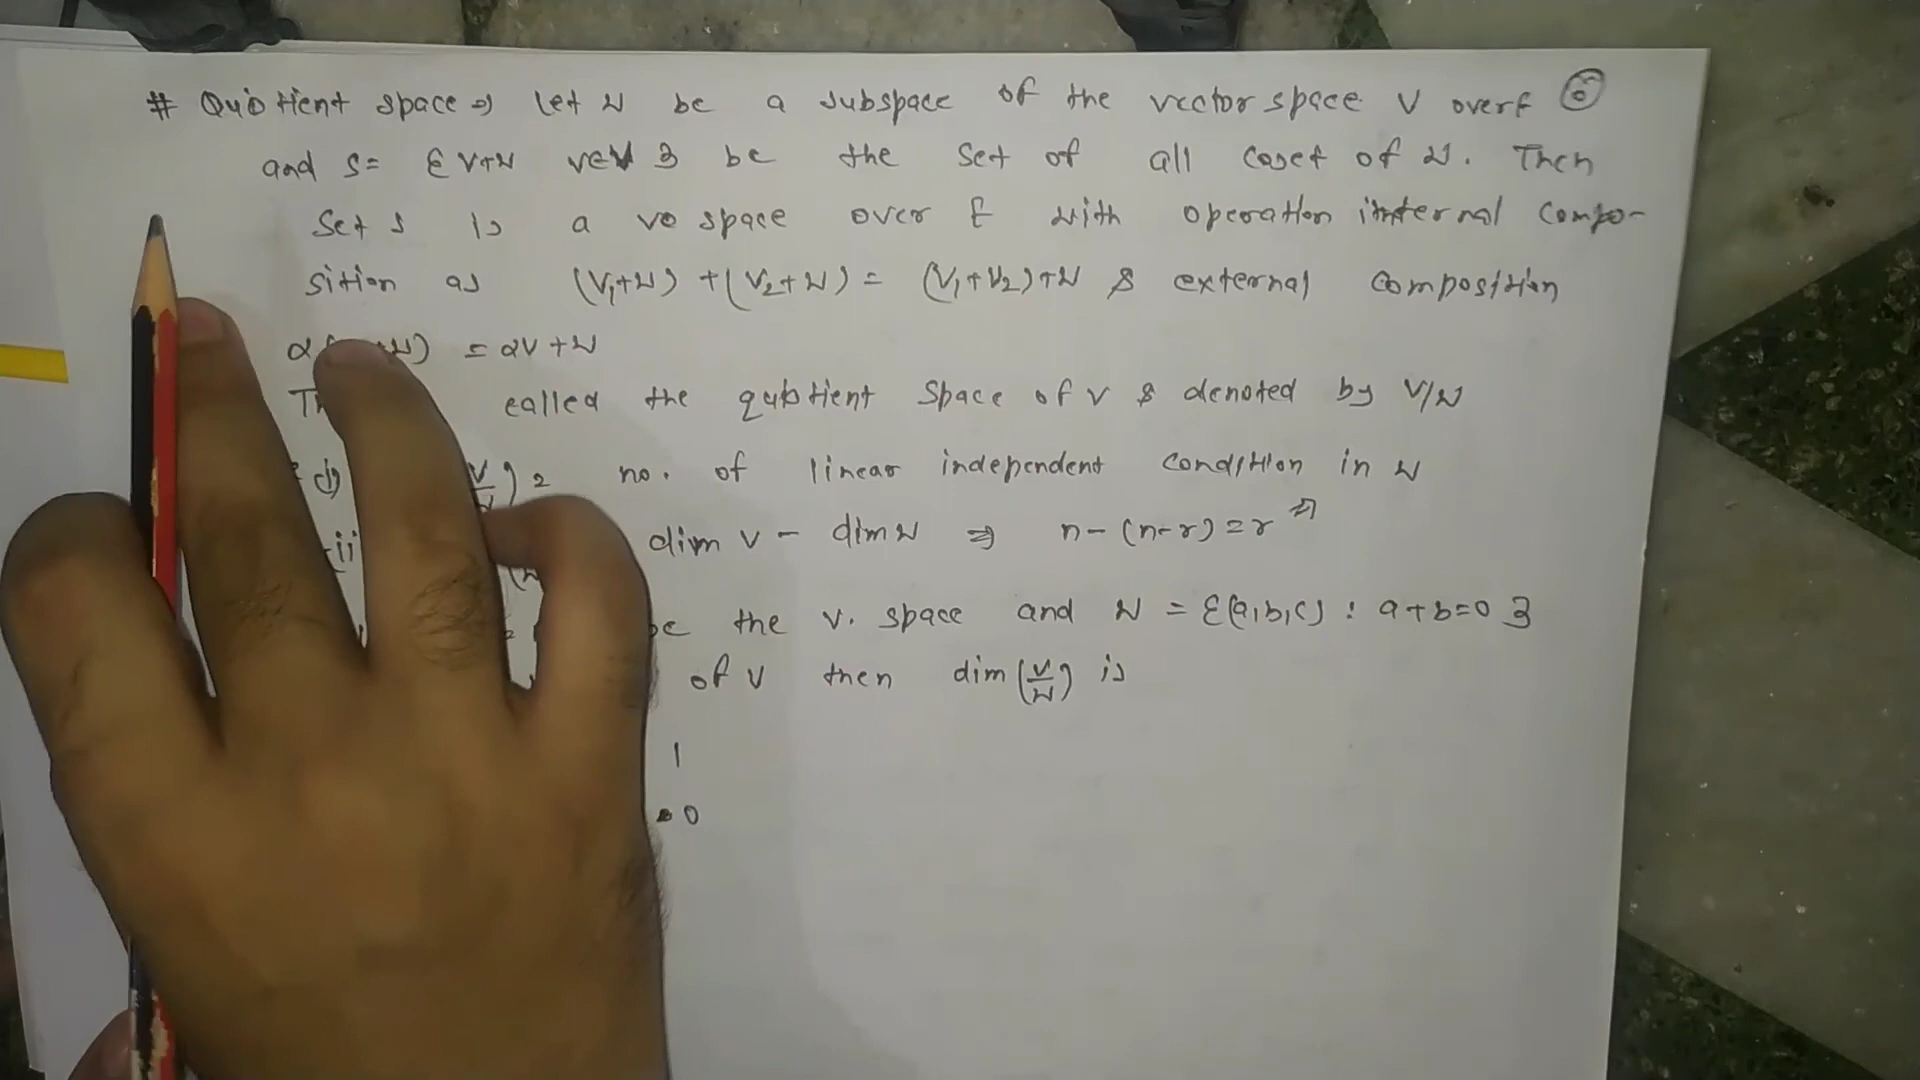 # Quotient space ⇒ Let W be a subspace of the vector space V over F 6
and S = {V+W V∈V } be the set of all coset of W. Then
Set S is a ve space over F with operation internal compo-
sition as (V₁+W) + (V₂+W) = (V₁+V₂)+W & external composition
α( +W) = αV+W
called the quotient space of V & denoted by V/W
no. of linear independent condition in W
dim V - dim W ⇒ n-(n-r)=r
be the v. space and W = {(a,b,c) : a+b=0 }
of V then dim (V/W) is
1
0